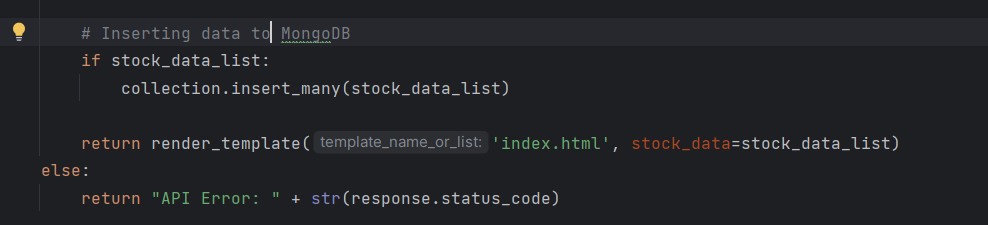 # Inserting data to MongoDB
if stock_data_list:
collection.insert_many(stock_data_list)
return render_template( template_name_or_list: 'index.html', stock_data=stock_data_list)
else:
return "API Error: " + str(response.status_code)